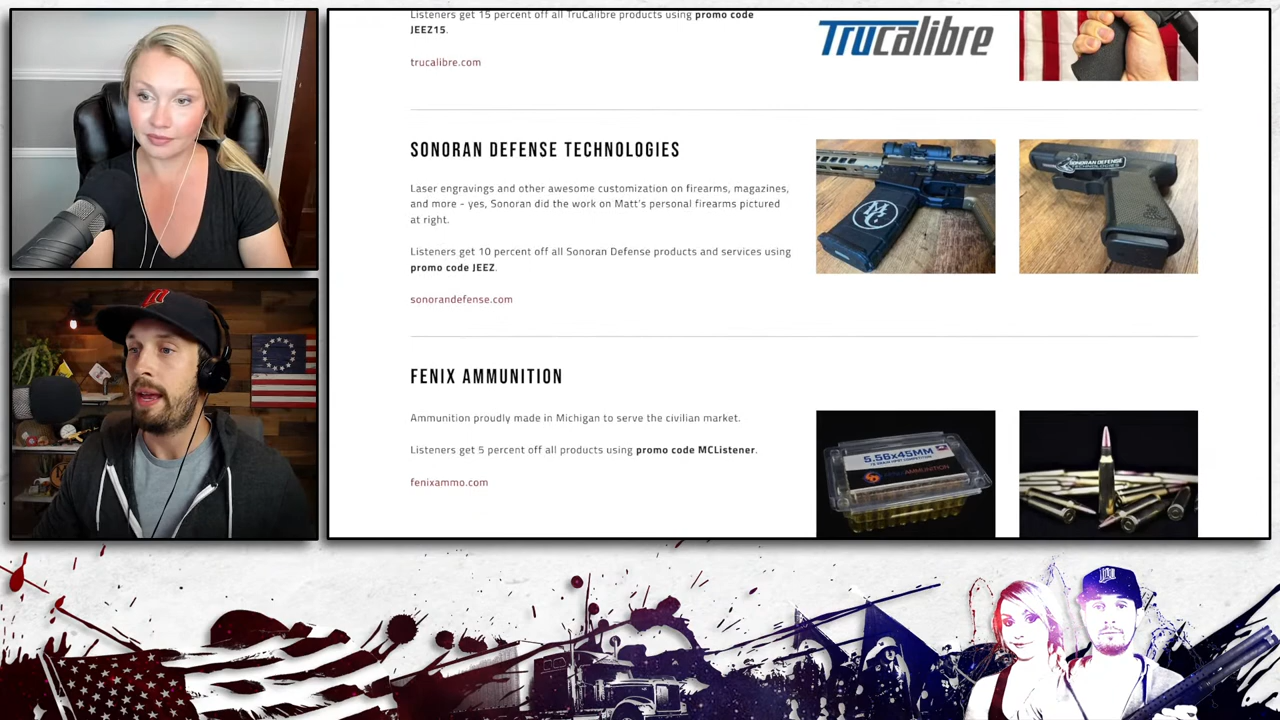 Listeners get 15 percent off all TruCalibre products using promo code
JEEZ15.
trucalibre.com
Trucalibre
SONORAN DEFENSE TECHNOLOGIES
Laser engravings and other awesome customization on firearms, magazines,
and more - yes, Sonoran did the work on Matt's personal firearms pictured
at right.
Listeners get 10 percent off all Sonoran Defense products and services using
promo code JEEZ.
sonorandefense.com
MC
SONORAN DEFENSE
TECHNOLOGIES
FENIX AMMUNITION
Ammunition proudly made in Michigan to serve the civilian market.
Listeners get 5 percent off all products using promo code MCListener.
fenixammo.com
5.56x45MM